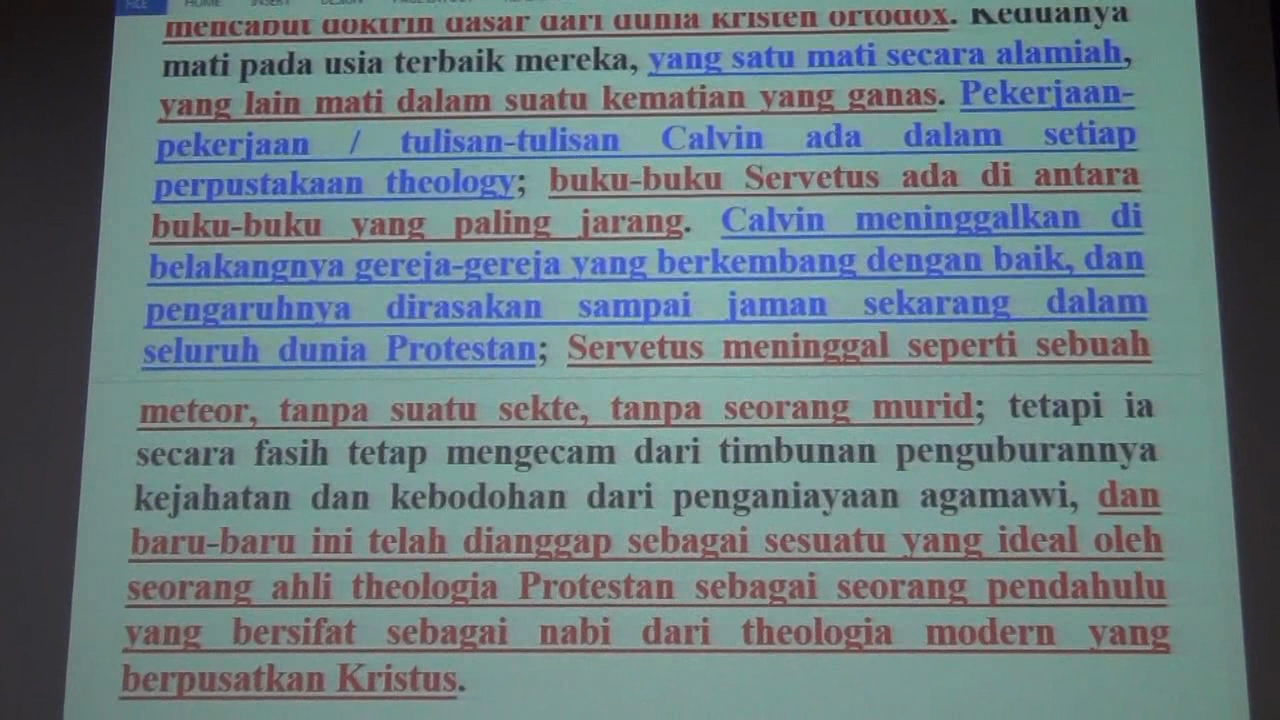 FILE HOME INSERT DESIGN PAGE LAYOUT
mencabut doktrin dasar dari dunia kristen ortodox. Keduanya
mati pada usia terbaik mereka, yang satu mati secara alamiah,
yang lain mati dalam suatu kematian yang ganas. Pekerjaan-
pekerjaan / tulisan-tulisan Calvin ada dalam setiap
perpustakaan theology; buku-buku Servetus ada di antara
buku-buku yang paling jarang. Calvin meninggalkan di
belakangnya gereja-gereja yang berkembang dengan baik, dan
pengaruhnya dirasakan sampai jaman sekarang dalam
seluruh dunia Protestan; Servetus meninggal seperti sebuah
meteor, tanpa suatu sekte, tanpa seorang murid; tetapi ia
secara fasih tetap mengecam dari timbunan penguburannya
kejahatan dan kebodohan dari penganiayaan agamawi, dan
baru-baru ini telah dianggap sebagai sesuatu yang ideal oleh
seorang ahli theologia Protestan sebagai seorang pendahulu
yang bersifat sebagai nabi dari theologia modern yang
berpusatkan Kristus.